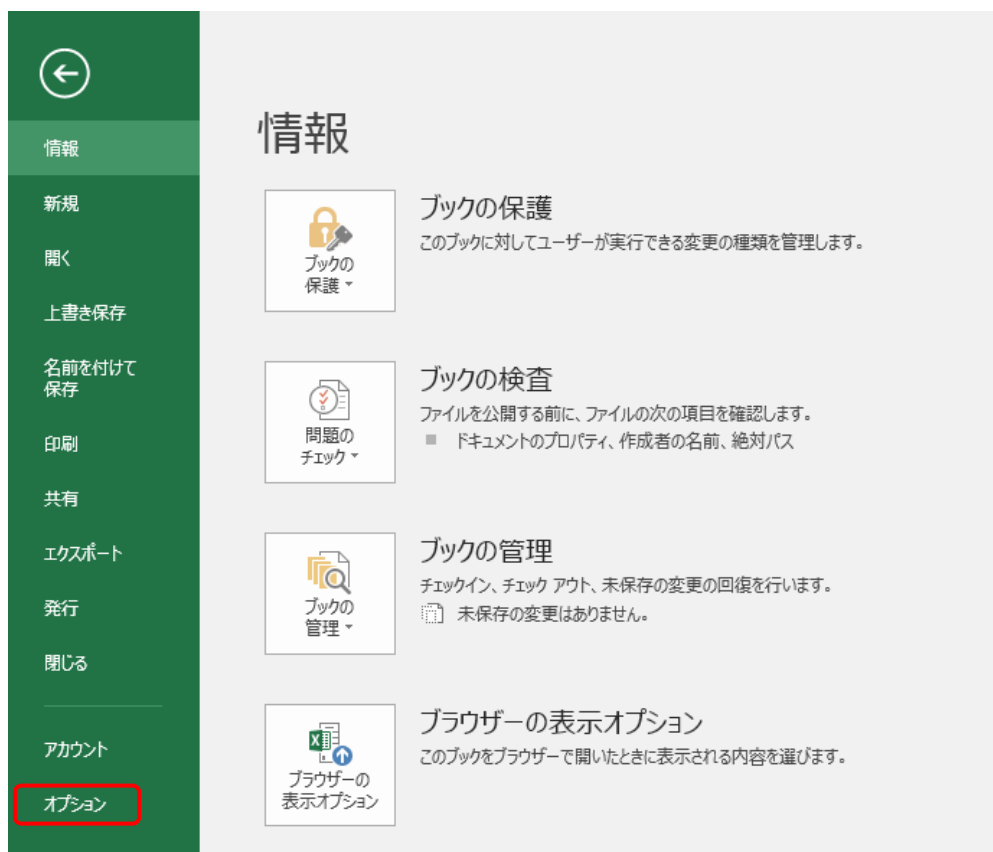 情報
新規
開く
上書き保存
名前を付けて
保存
印刷
共有
エクスポート
発行
閉じる
アカウント
オプション
情報
ブックの
保護
ブックの保護
このブックに対してユーザーが実行できる変更の種類を管理します。
問題の
チェック
ブックの検査
ファイルを公開する前に、ファイルの次の項目を確認します。
ドキュメントのプロパティ、作成者の名前、絶対パス
ブックの
管理
ブックの管理
チェックイン、チェック アウト、未保存の変更の回復を行います。
未保存の変更はありません。
ブラウザーの
表示オプション
ブラウザーの表示オプション
このブックをブラウザーで開いたときに表示される内容を選びます。